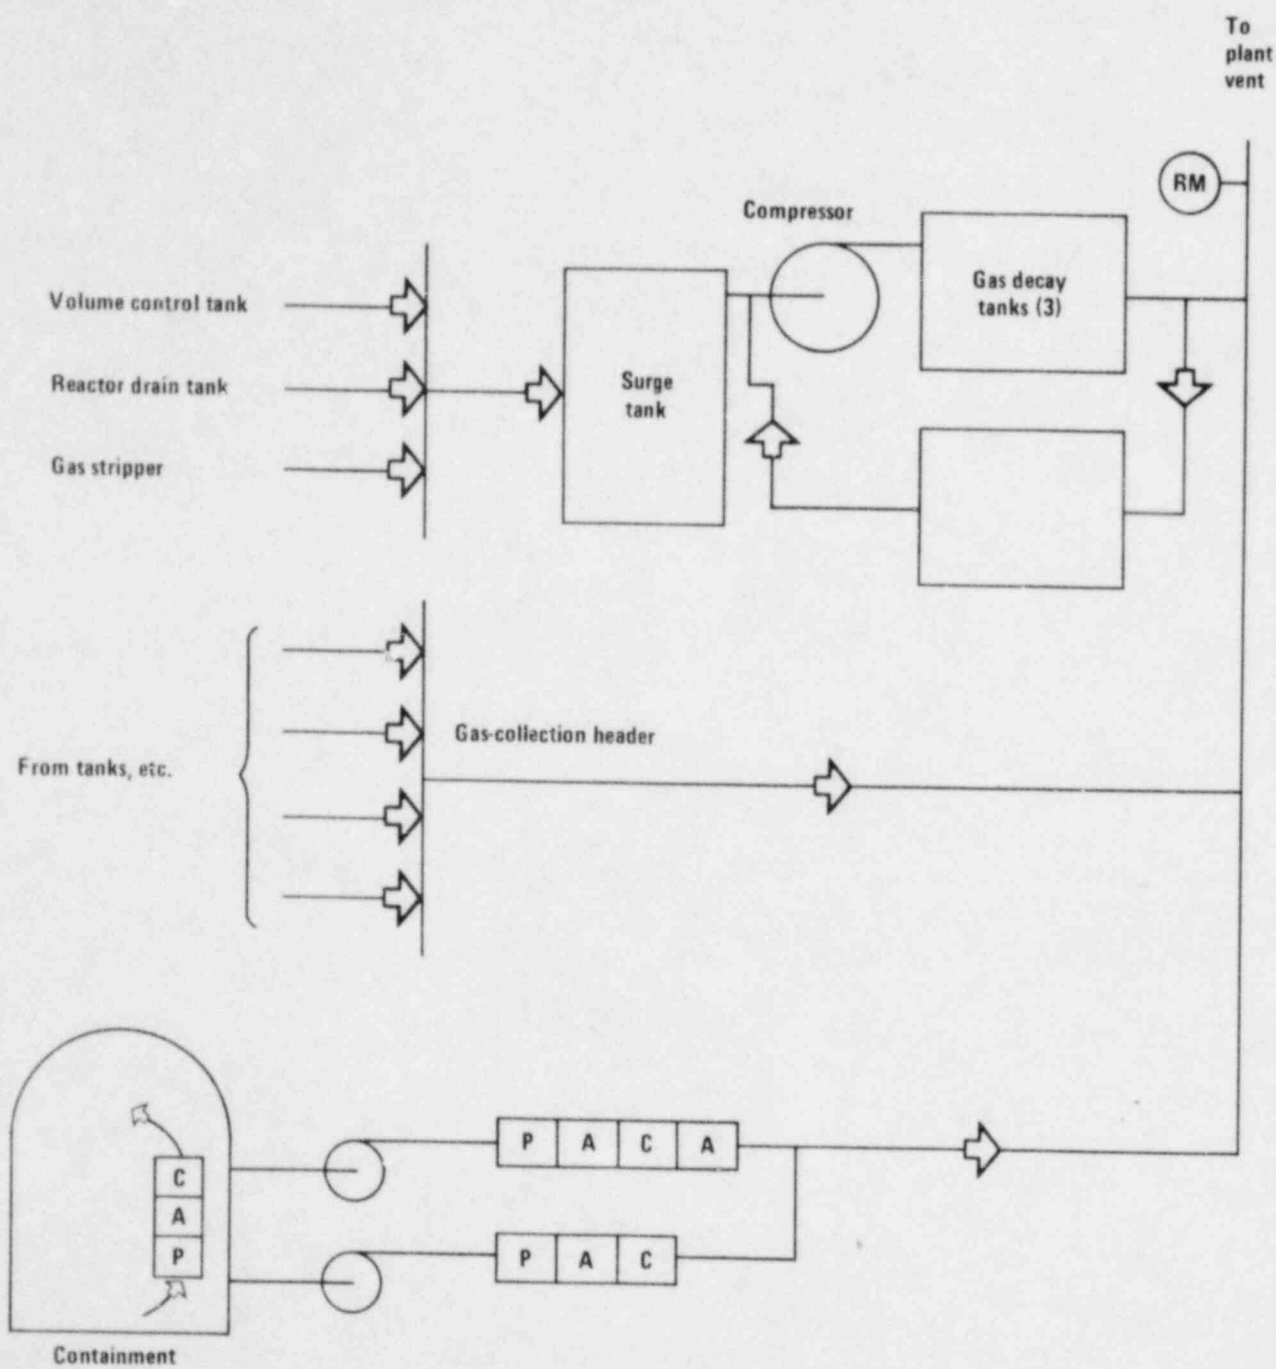 To
plant
vent
RM
Compressor
Gas decay
tanks (3)
Volume control tank
Reactor drain tank
Gas stripper
Surge
tank
From tanks, etc.
Gas-collection header
P A C A
C
A
P
P A C
Containment